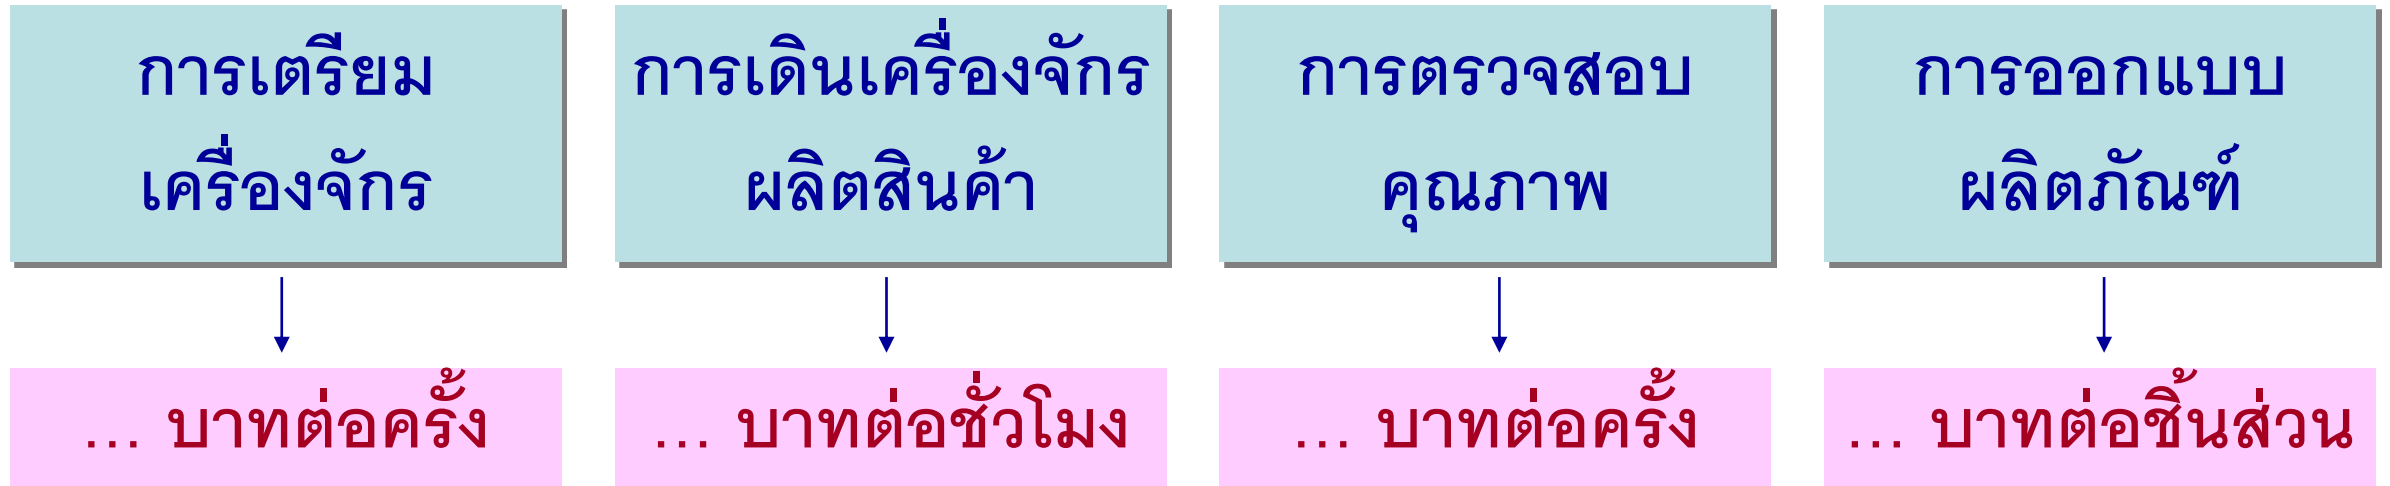 การเตรียม
เครื่องจักร
การเดินเครื่องจักร
ผลิตสินค้า
การตรวจสอบ
คุณภาพ
การออกแบบ
ผลิตภัณฑ์
... บาทต่อครั้ง
... บาทต่อชั่วโมง
... บาทต่อครั้ง
... บาทต่อชิ้นส่วน